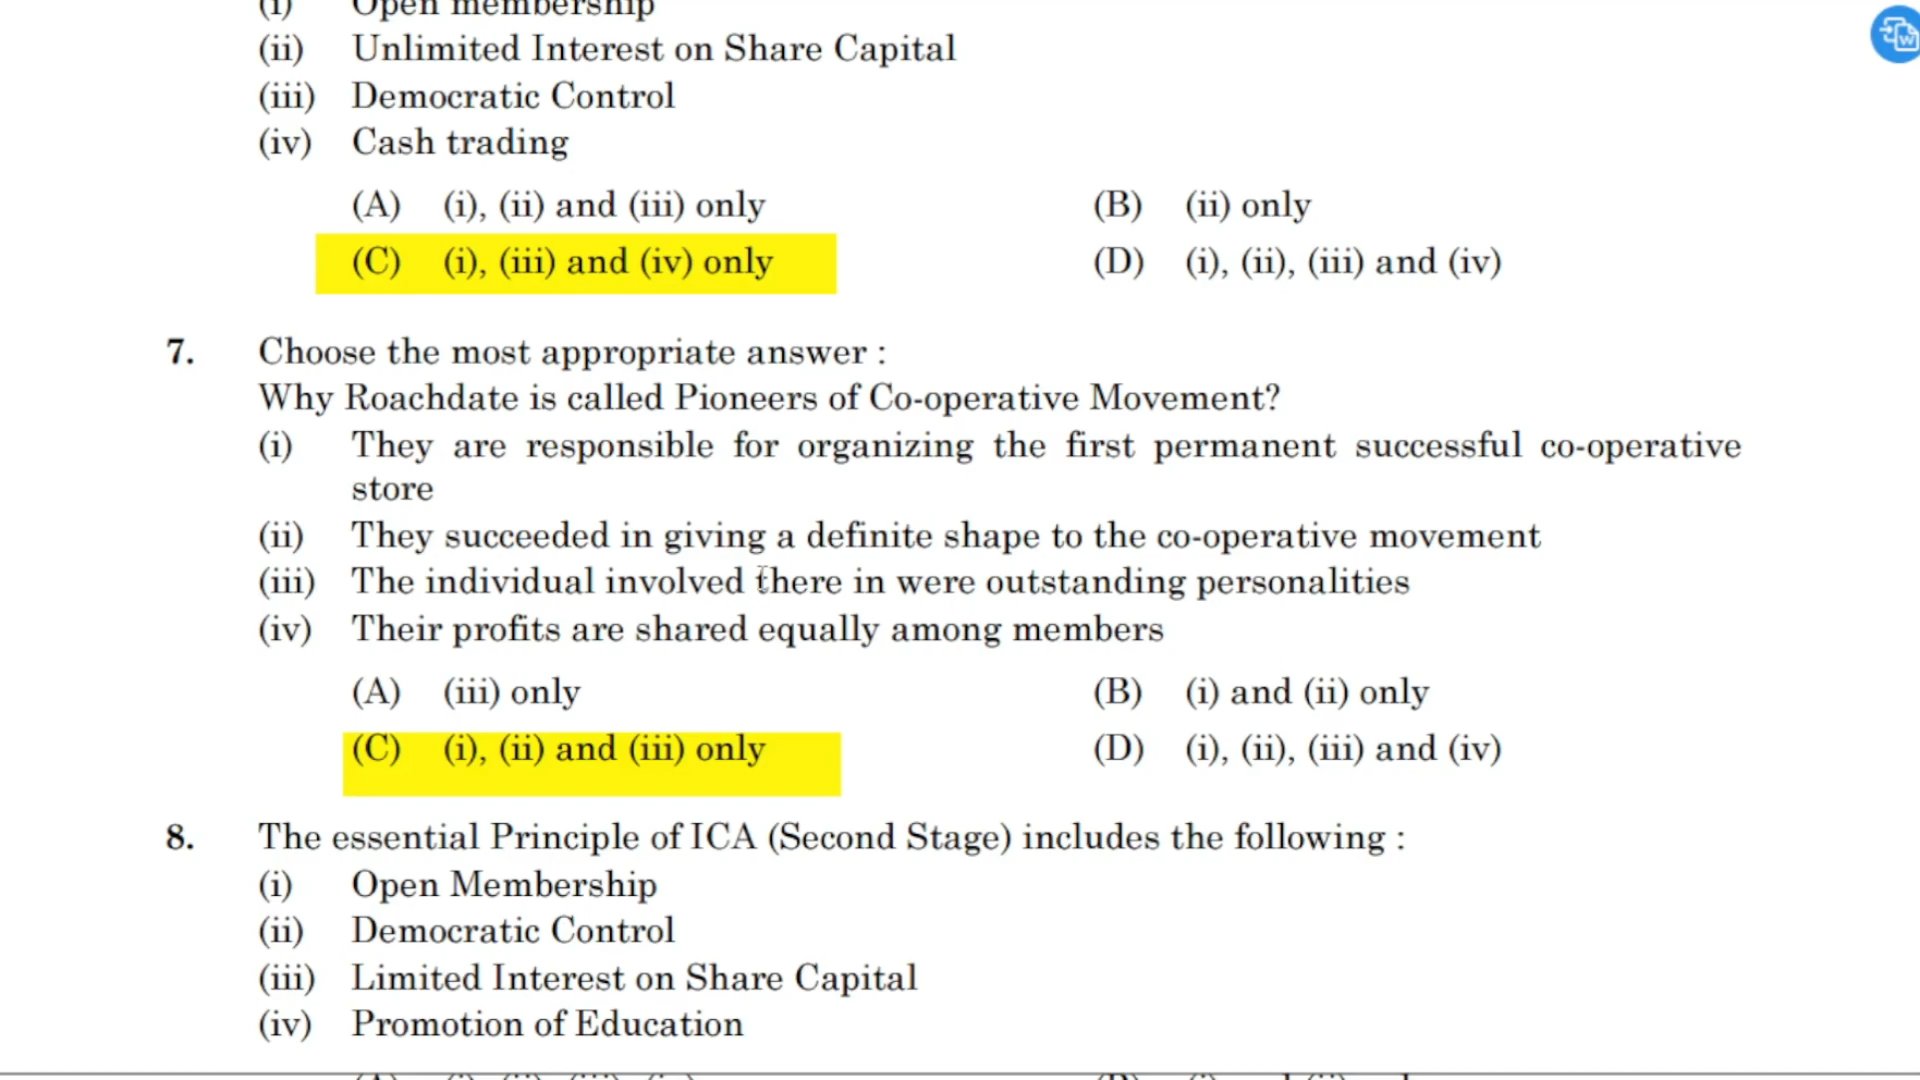 (i) Open membership
(ii) Unlimited Interest on Share Capital
(iii) Democratic Control
(iv) Cash trading
(A) (i), (ii) and (iii) only (B) (ii) only
(C) (i), (iii) and (iv) only (D) (i), (ii), (iii) and (iv)
7. Choose the most appropriate answer :
Why Roachdate is called Pioneers of Co-operative Movement?
(i) They are responsible for organizing the first permanent successful co-operative
store
(ii) They succeeded in giving a definite shape to the co-operative movement
(iii) The individual involved there in were outstanding personalities
(iv) Their profits are shared equally among members
(A) (iii) only (B) (i) and (ii) only
(C) (i), (ii) and (iii) only (D) (i), (ii), (iii) and (iv)
8. The essential Principle of ICA (Second Stage) includes the following :
(i) Open Membership
(ii) Democratic Control
(iii) Limited Interest on Share Capital
(iv) Promotion of Education